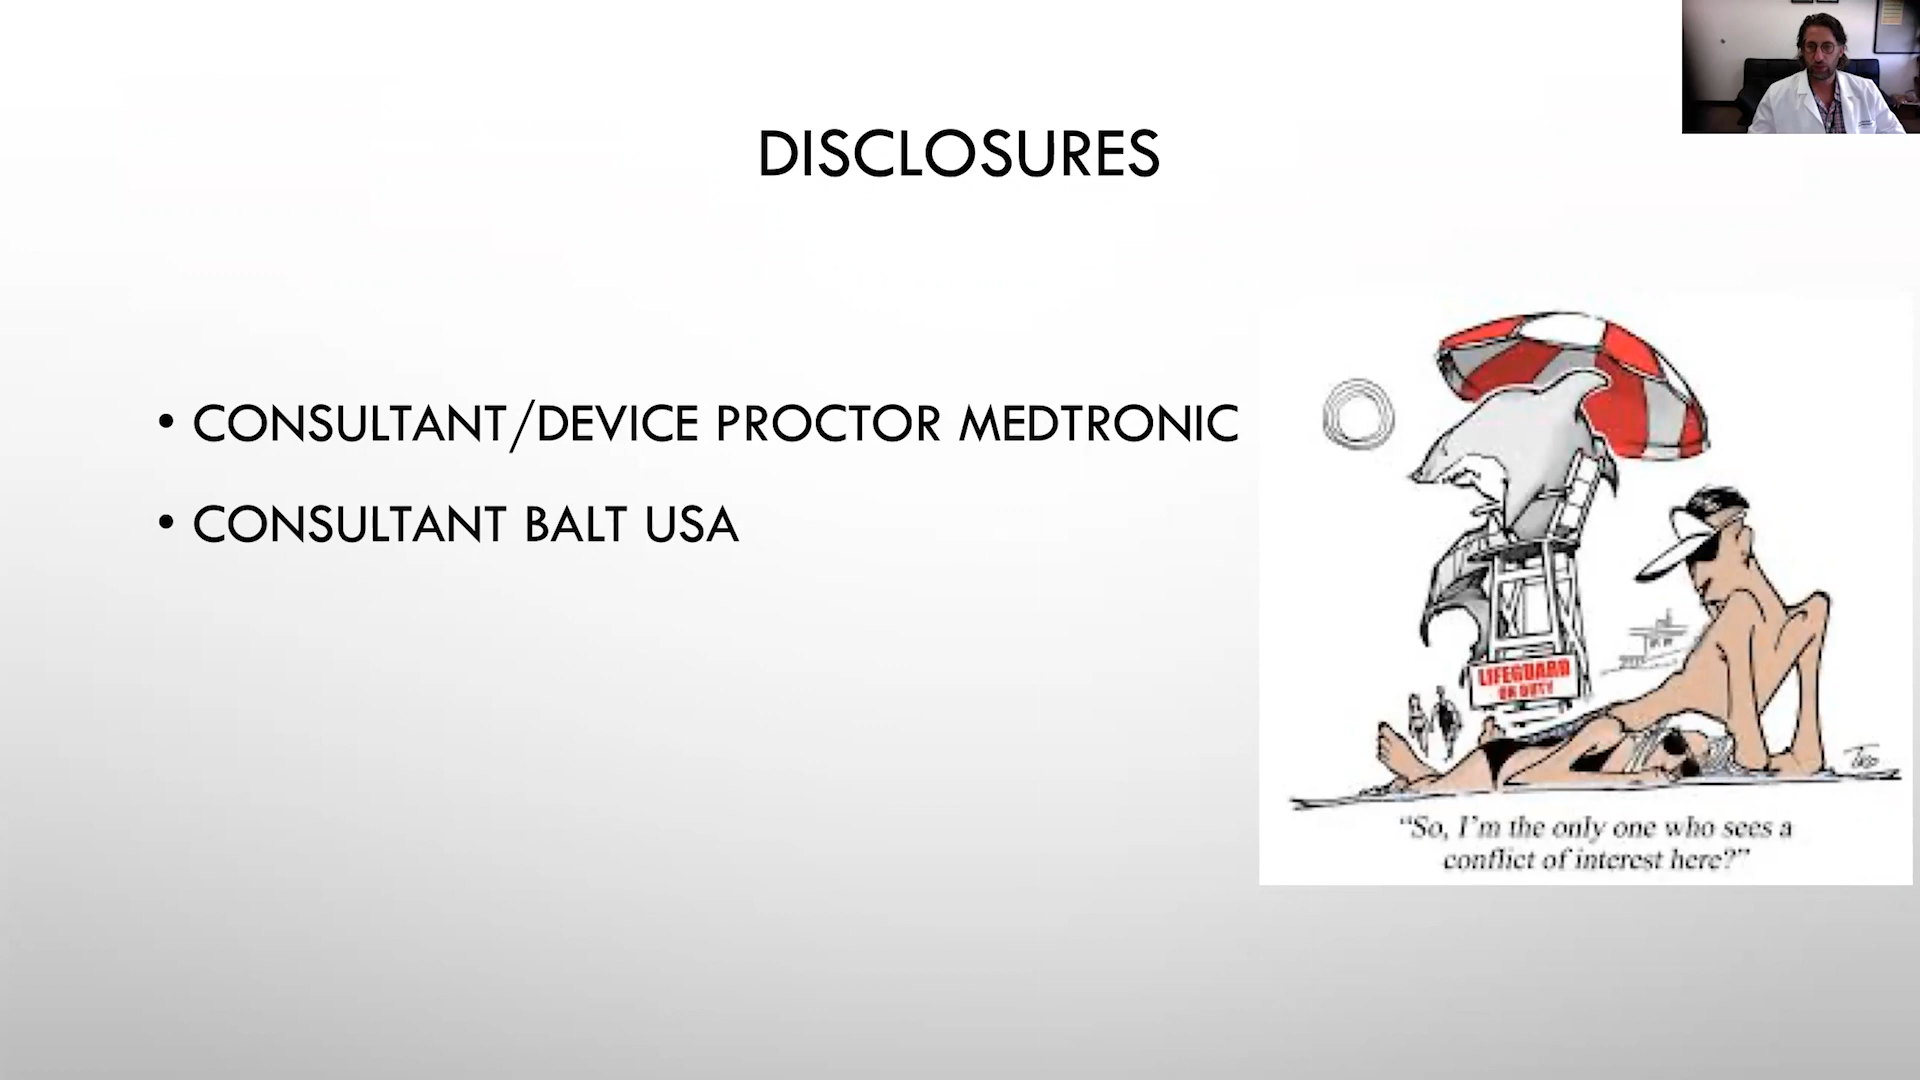 DISCLOSURES
• CONSULTANT/DEVICE PROCTOR MEDTRONIC
• CONSULTANT BALT USA
LIFEGUARD
ON DUTY
“So, I’m the only one who sees a
conflict of interest here?”